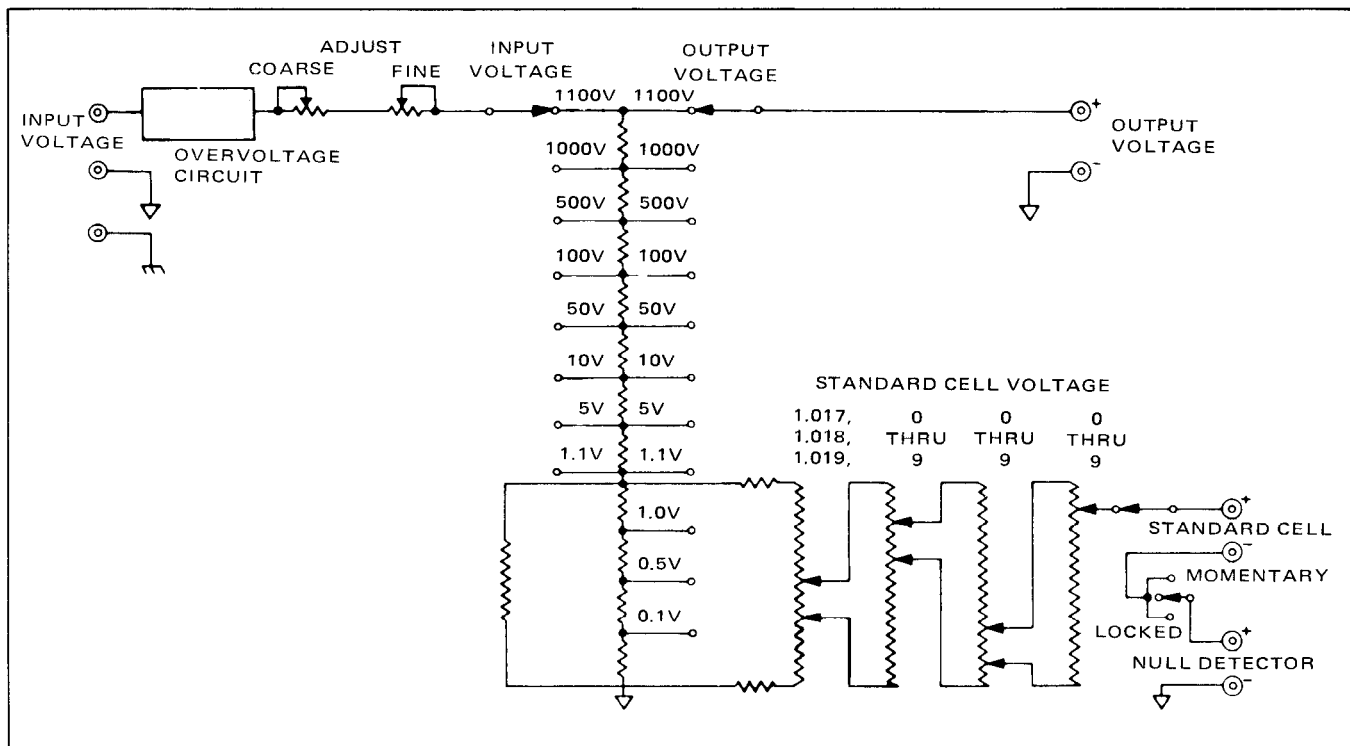 ADJUST
COARSE
FINE
INPUT
VOLTAGE
OUTPUT
VOLTAGE
INPUT
VOLTAGE
OVERVOLTAGE
CIRCUIT
1100V 1100V
+
OUTPUT
VOLTAGE
-
1000V 1000V
500V 500V
100V 100V
50V 50V
10V 10V
5V 5V
1.1V 1.1V
1.0V
0.5V
0.1V
STANDARD CELL VOLTAGE
1.017,
1.018,
1.019,
0
THRU
9
0
THRU
9
0
THRU
9
+
STANDARD CELL
-
MOMENTARY
LOCKED
+
NULL DETECTOR
-